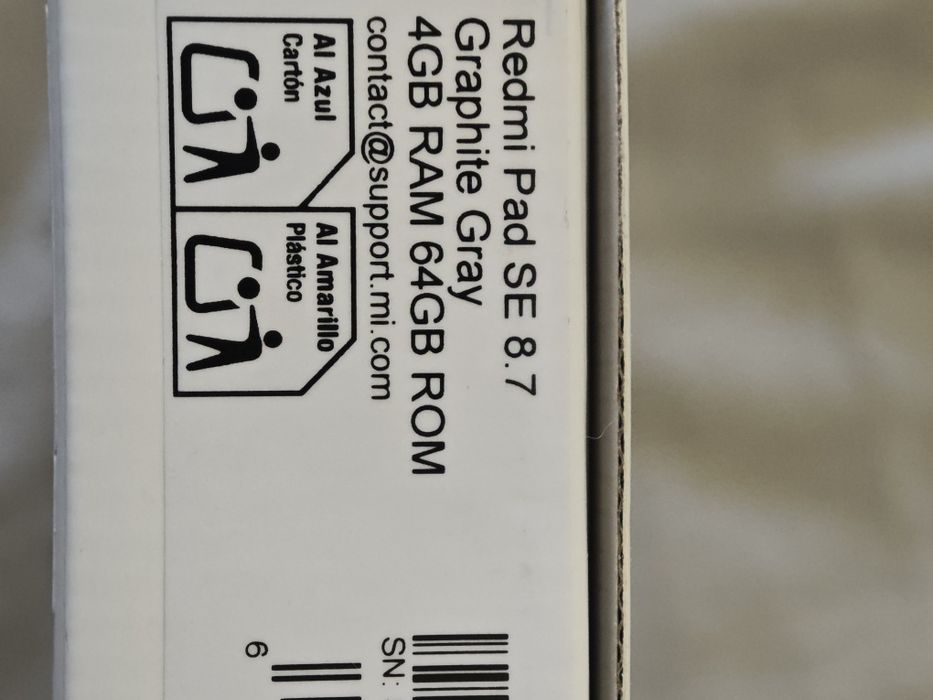 Redmi Pad SE 8.7
Graphite Gray
4GB RAM 64GB ROM
contact@support.mi.com
Al Azul
Cartón
Al Amarillo
Plástico
SN:
6